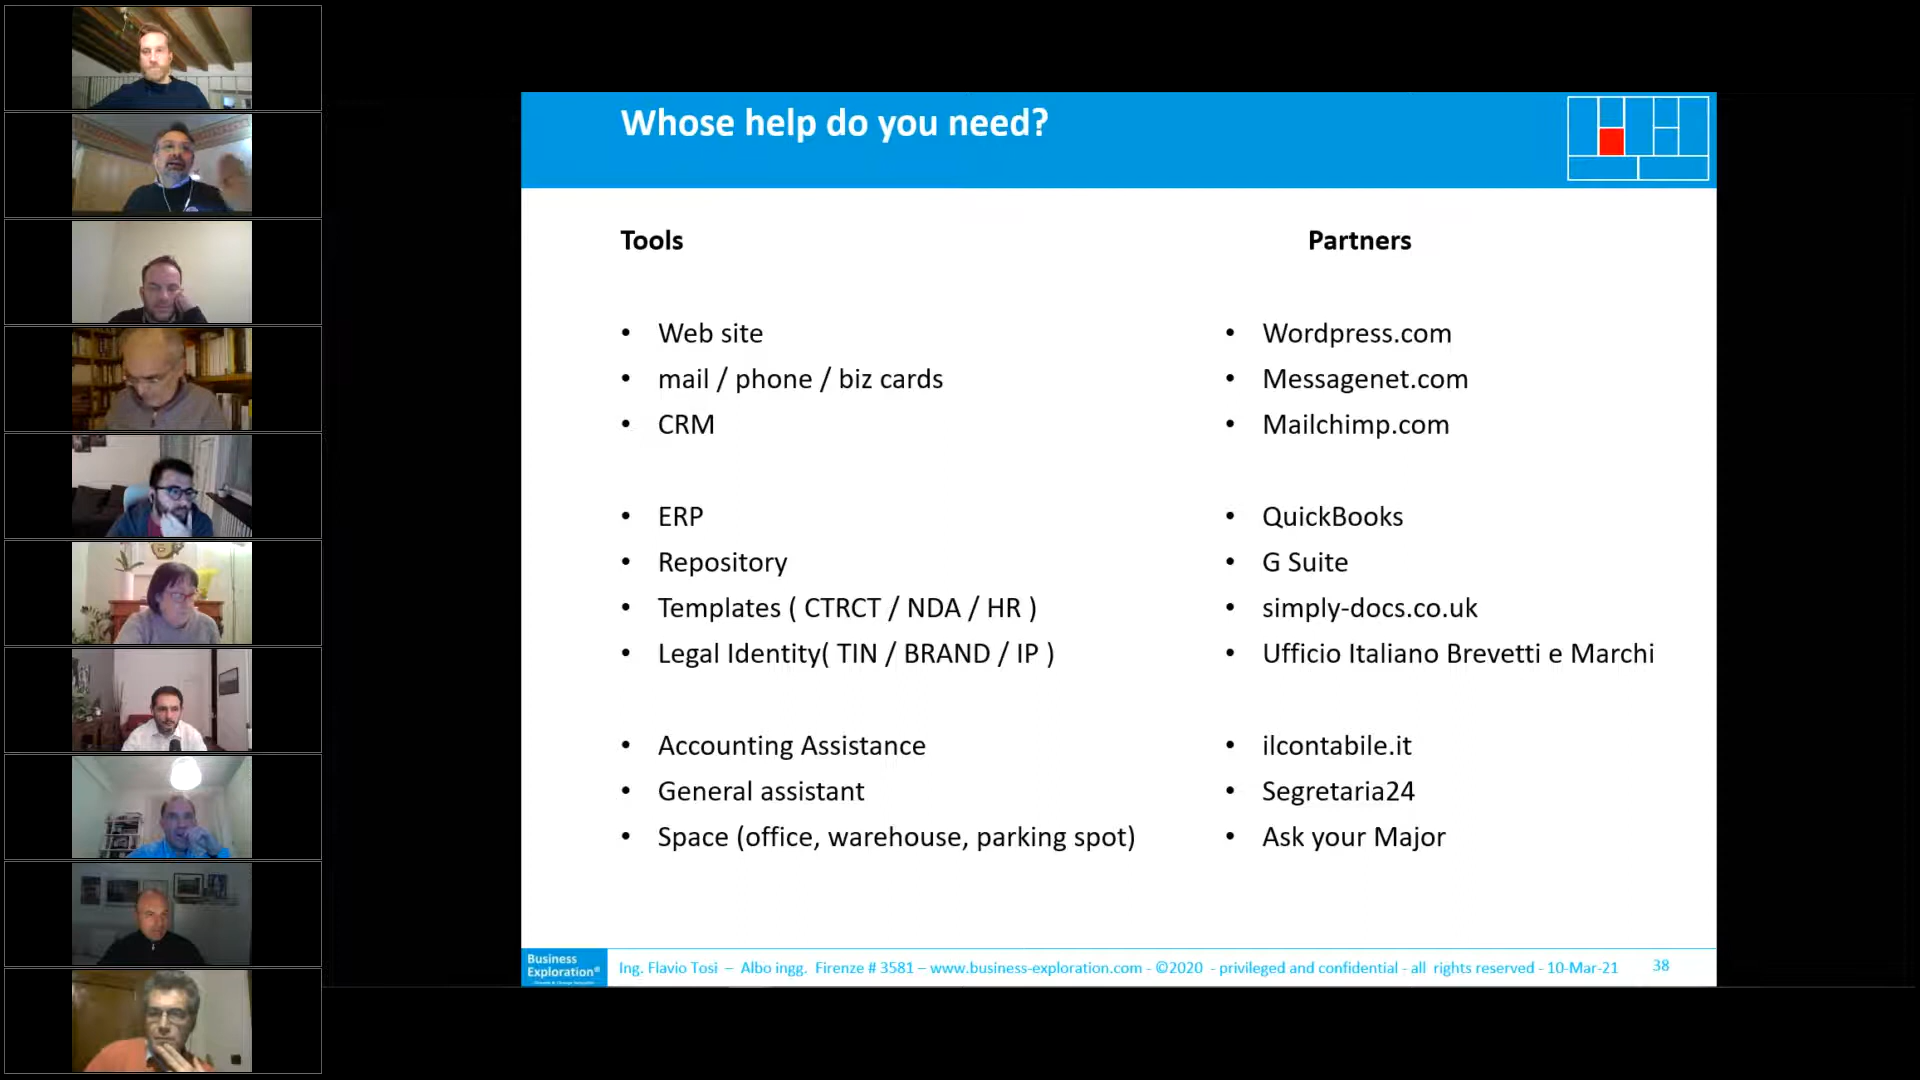 Whose help do you need?
Tools
Partners
• Web site
• Wordpress.com
• mail / phone / biz cards
• Messagenet.com
• CRM
• Mailchimp.com
• ERP
• QuickBooks
• Repository
• G Suite
• Templates ( CTRCT / NDA / HR )
• simply-docs.co.uk
• Legal Identity( TIN / BRAND / IP )
• Ufficio Italiano Brevetti e Marchi
• Accounting Assistance
• ilcontabile.it
• General assistant
• Segretaria24
• Space (office, warehouse, parking spot)
• Ask your Major
Business
Exploration®
Ing. Flavio Tosi – Albo ingg. Firenze # 3581 – www.business-exploration.com - ©2020 - privileged and confidential - all rights reserved - 10-Mar-21
38